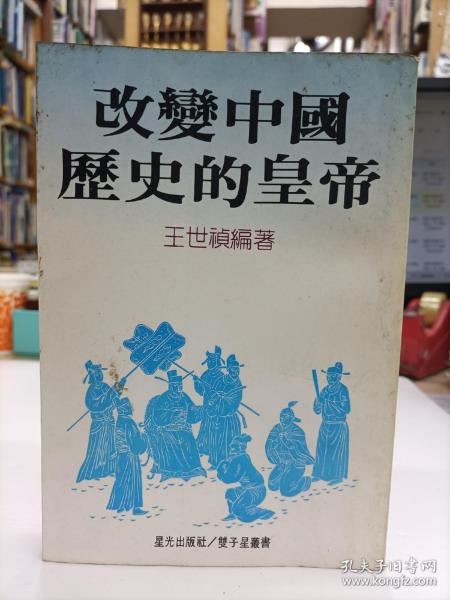 改變中國
歷史的皇帝
王世禎編著
星光出版社／雙子星叢書
孔夫子旧书网
www.kongfz.com